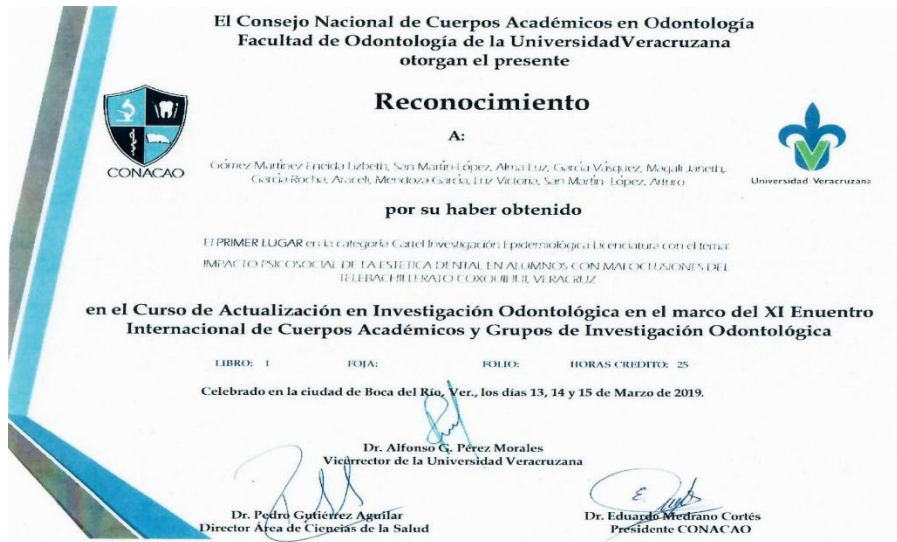 El Consejo Nacional de Cuerpos Académicos en Odontología
Facultad de Odontología de la UniversidadVeracruzana
otorgan el presente
Reconocimiento
A:
CONACAO
Universidad Veracruzana
Gómez Martínez Eneida Lizbeth, San Martín López, Alma Luz, García Vásquez, Magali Janeth,
García Rocha, Araceli, Mendoza García, Luz Victoria, San Martín López, Arturo
por su haber obtenido
El PRIMER LUGAR en la categoría Cartel Investigación Epidemiológica Licenciatura con el tema:
IMPACTO PSICOSOCIAL DE LA ESTETICA DENTAL EN ALUMNOS CON MALOCLUSIONES DEL
TELEBACHILLERATO COXQUIHUI, VERACRUZ
en el Curso de Actualización en Investigación Odontológica en el marco del XI Enuentro
Internacional de Cuerpos Académicos y Grupos de Investigación Odontológica
LIBRO: 1 FOJA: FOLIO: HORAS CREDITO: 25
Celebrado en la ciudad de Boca del Río, Ver., los días 13, 14 y 15 de Marzo de 2019.
Dr. Alfonso G. Pérez Morales
Vicerrector de la Universidad Veracruzana
Dr. Pedro Gutiérrez Aguilar
Director Área de Ciencias de la Salud
Dr. Eduardo Medrano Cortés
Presidente CONACAO